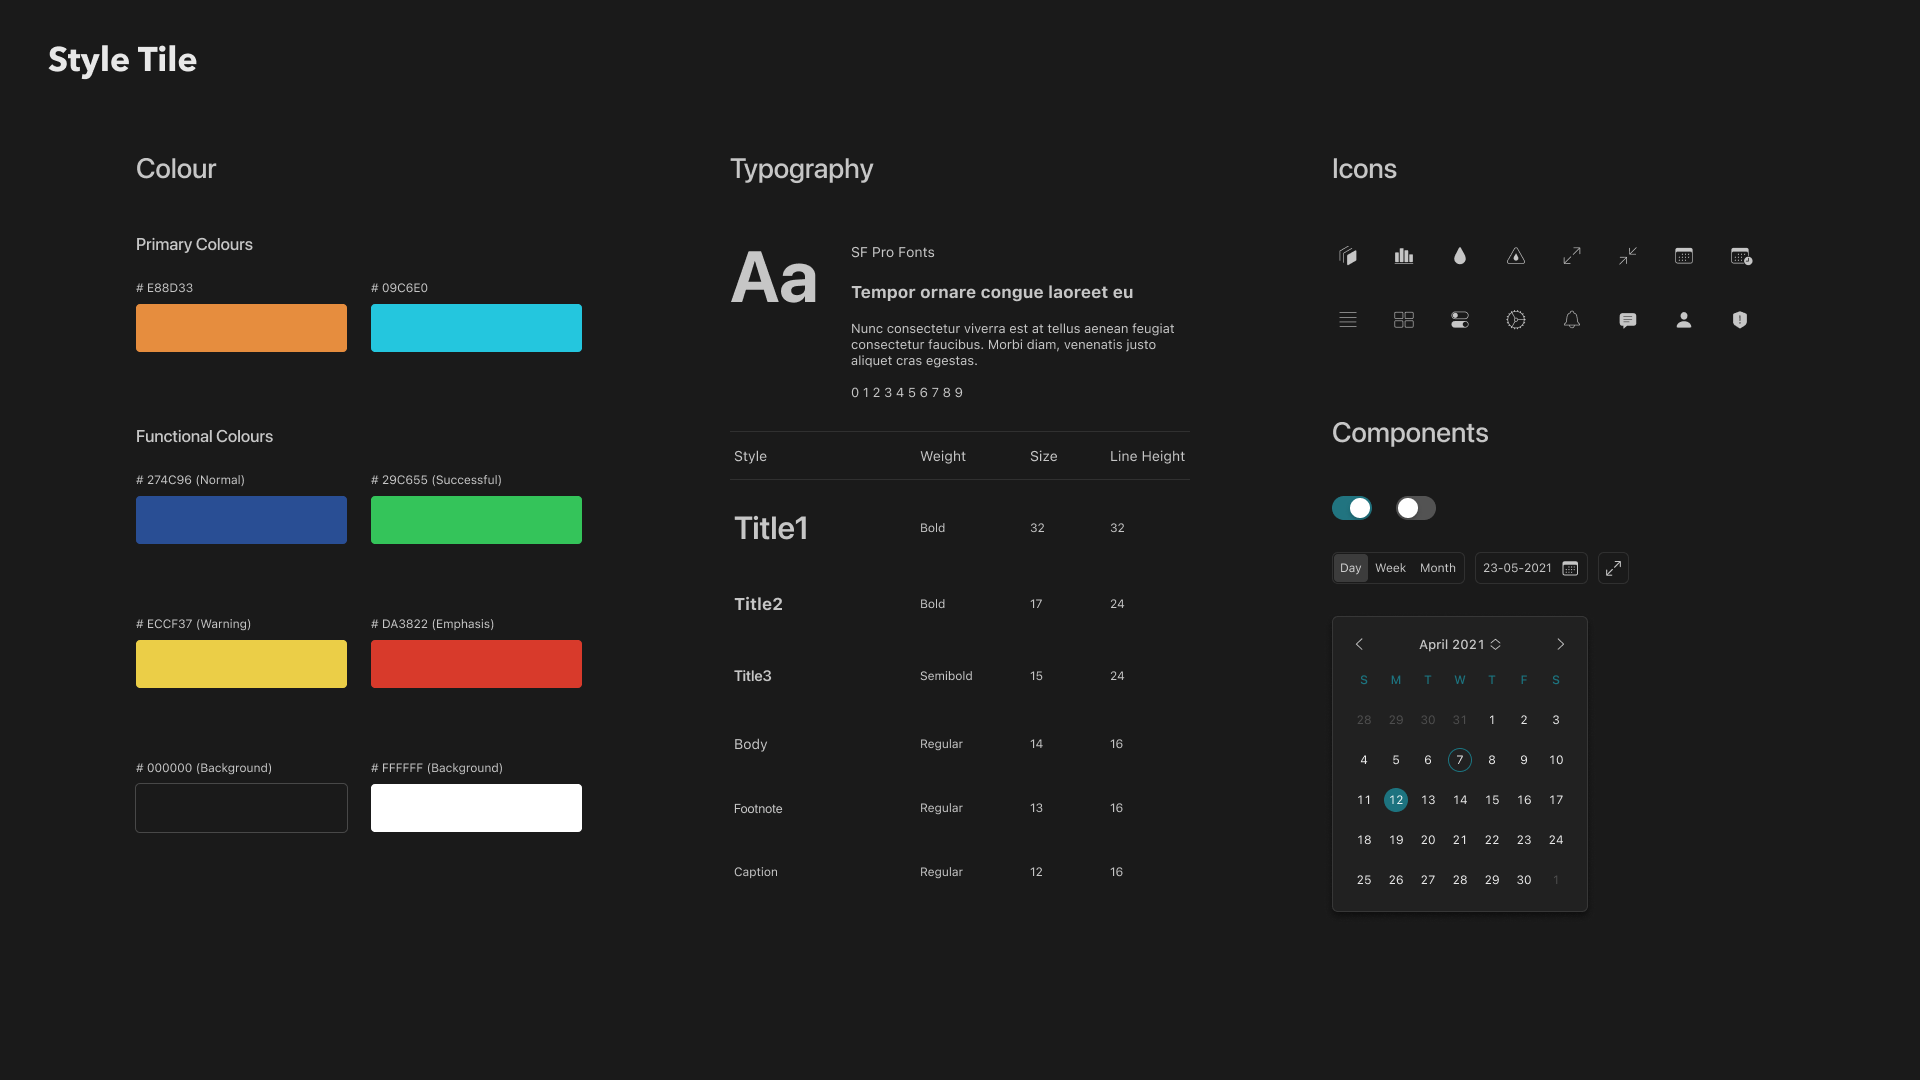 Style Tile
Colour
Primary Colours
# E88D33
# 09C6E0
Functional Colours
# 274C96 (Normal)
# 29C655 (Successful)
# ECCF37 (Warning)
# DA3822 (Emphasis)
# 000000 (Background)
# FFFFFF (Background)
Typography
Aa
SF Pro Fonts
Tempor ornare congue laoreet eu
Nunc consectetur viverra est at tellus aenean feugiat
consectetur faucibus. Morbi diam, venenatis justo
aliquet cras egestas.
0 1 2 3 4 5 6 7 8 9
Style Weight Size Line Height
Title1 Bold 32 32
Title2 Bold 17 24
Title3 Semibold 15 24
Body Regular 14 16
Footnote Regular 13 16
Caption Regular 12 16
Icons
Components
Day Week Month 23-05-2021
April 2021
S M T W T F S
28 29 30 31 1 2 3
4 5 6 7 8 9 10
11 12 13 14 15 16 17
18 19 20 21 22 23 24
25 26 27 28 29 30 1